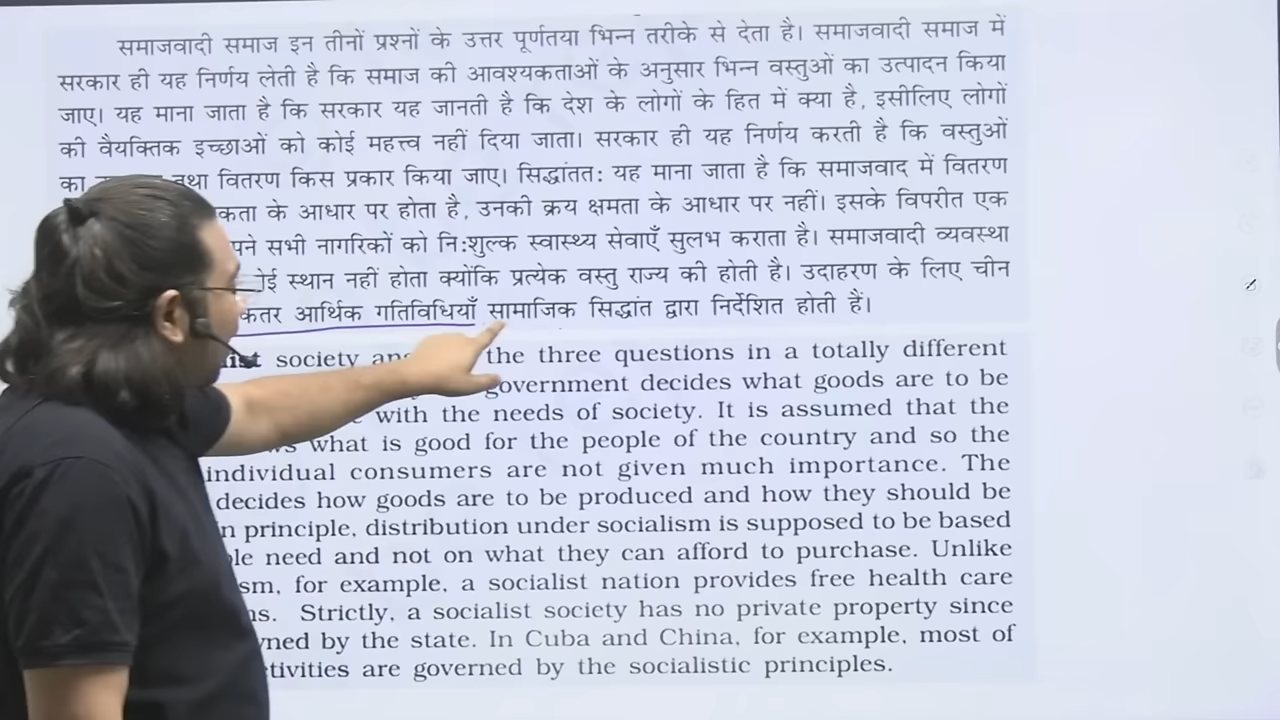 समाजवादी समाज इन तीनों प्रश्नों के उत्तर पूर्णतया भिन्न तरीके से देता है। समाजवादी समाज में
सरकार ही यह निर्णय लेती है कि समाज की आवश्यकताओं के अनुसार भिन्न वस्तुओं का उत्पादन किया
जाए। यह माना जाता है कि सरकार यह जानती है कि देश के लोगों के हित में क्या है, इसीलिए लोगों
की वैयक्तिक इच्छाओं को कोई महत्त्व नहीं दिया जाता। सरकार ही यह निर्णय करती है कि वस्तुओं
का तथा वितरण किस प्रकार किया जाए। सिद्धांतत: यह माना जाता है कि समाजवाद में वितरण
कता के आधार पर होता है, उनकी क्रय क्षमता के आधार पर नहीं। इसके विपरीत एक
पने सभी नागरिकों को नि:शुल्क स्वास्थ्य सेवाएँ सुलभ कराता है। समाजवादी व्यवस्था
ोई स्थान नहीं होता क्योंकि प्रत्येक वस्तु राज्य की होती है। उदाहरण के लिए चीन
कतर आर्थिक गतिविधियाँ सामाजिक सिद्धांत द्वारा निर्देशित होती हैं।
list society the three questions in a totally different
government decides what goods are to be
with the needs of society. It is assumed that the
what is good for the people of the country and so the
individual consumers are not given much importance. The
decides how goods are to be produced and how they should be
n principle, distribution under socialism is supposed to be based
ple need and not on what they can afford to purchase. Unlike
sm, for example, a socialist nation provides free health care
ns. Strictly, a socialist society has no private property since
wned by the state. In Cuba and China, for example, most of
ctivities are governed by the socialistic principles.